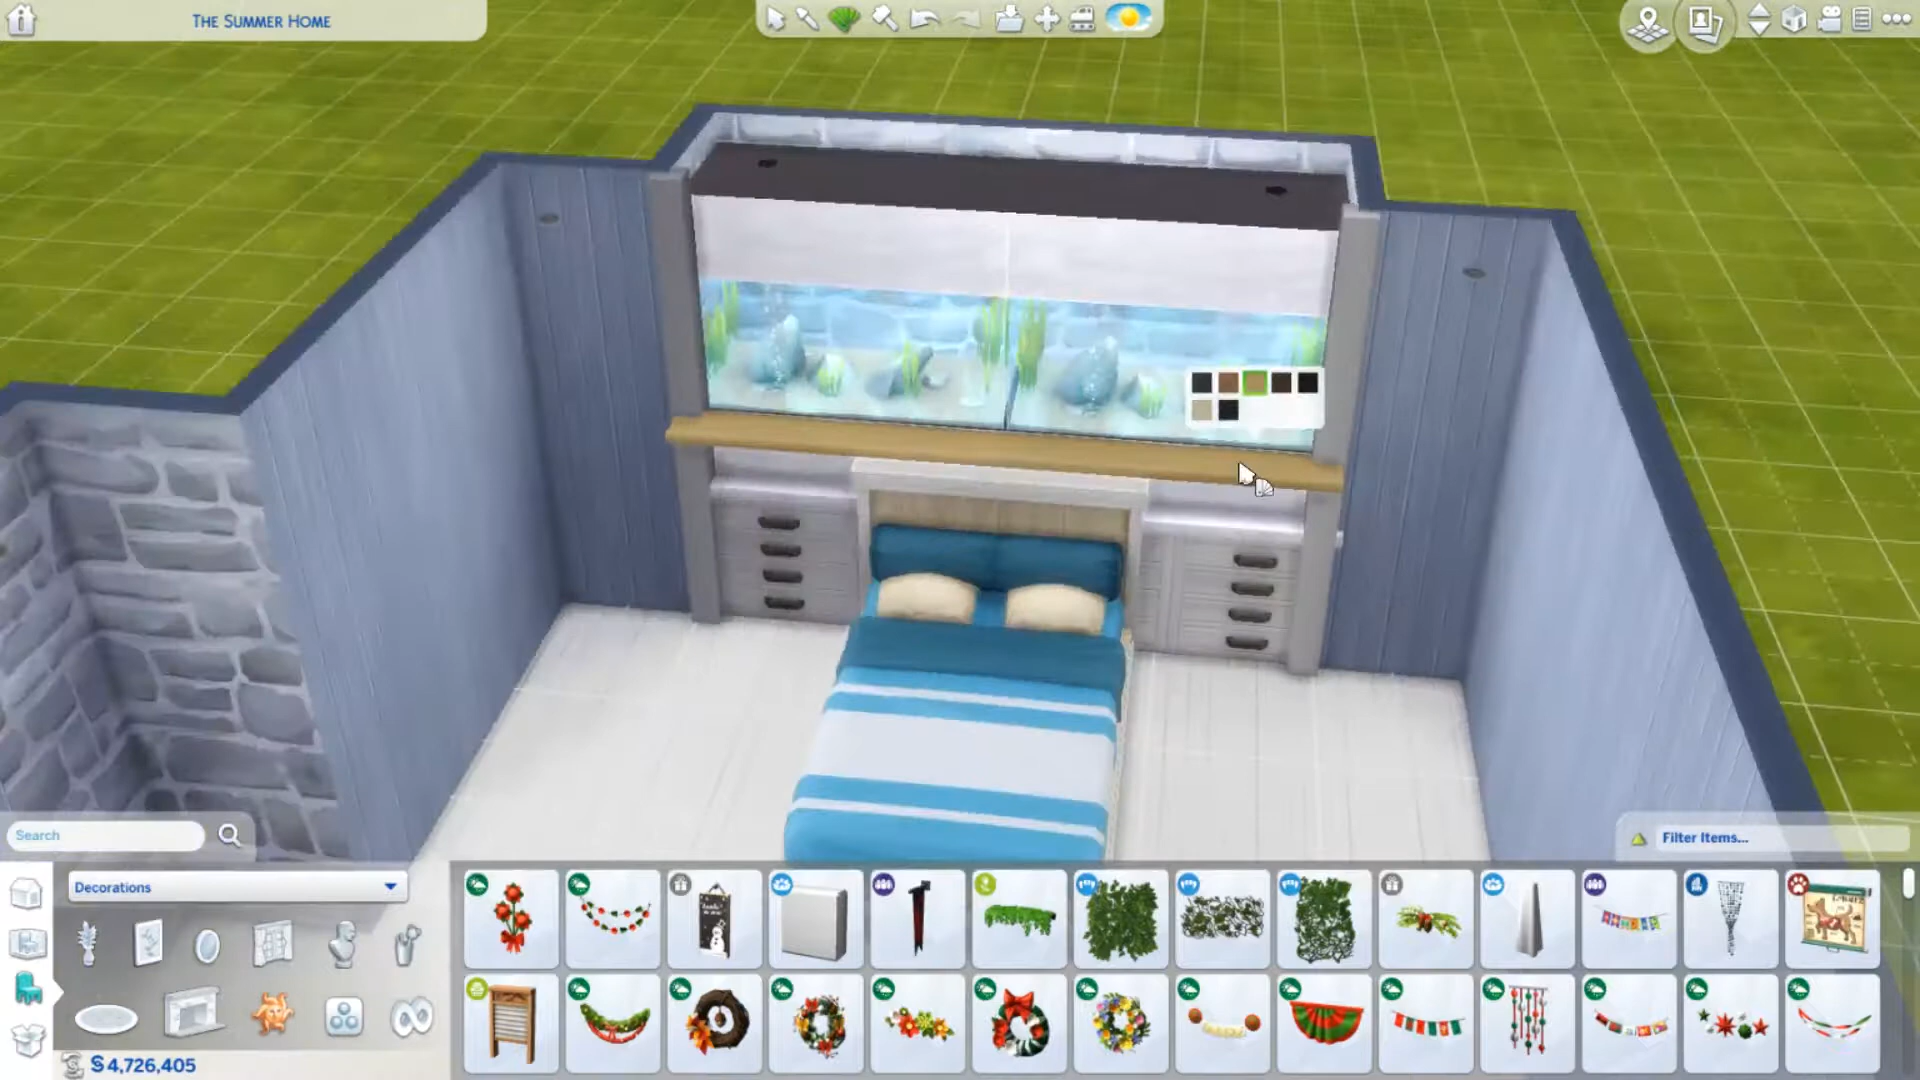 The Summer Home
Search
Filter Items...
Decorations
§4,726,405